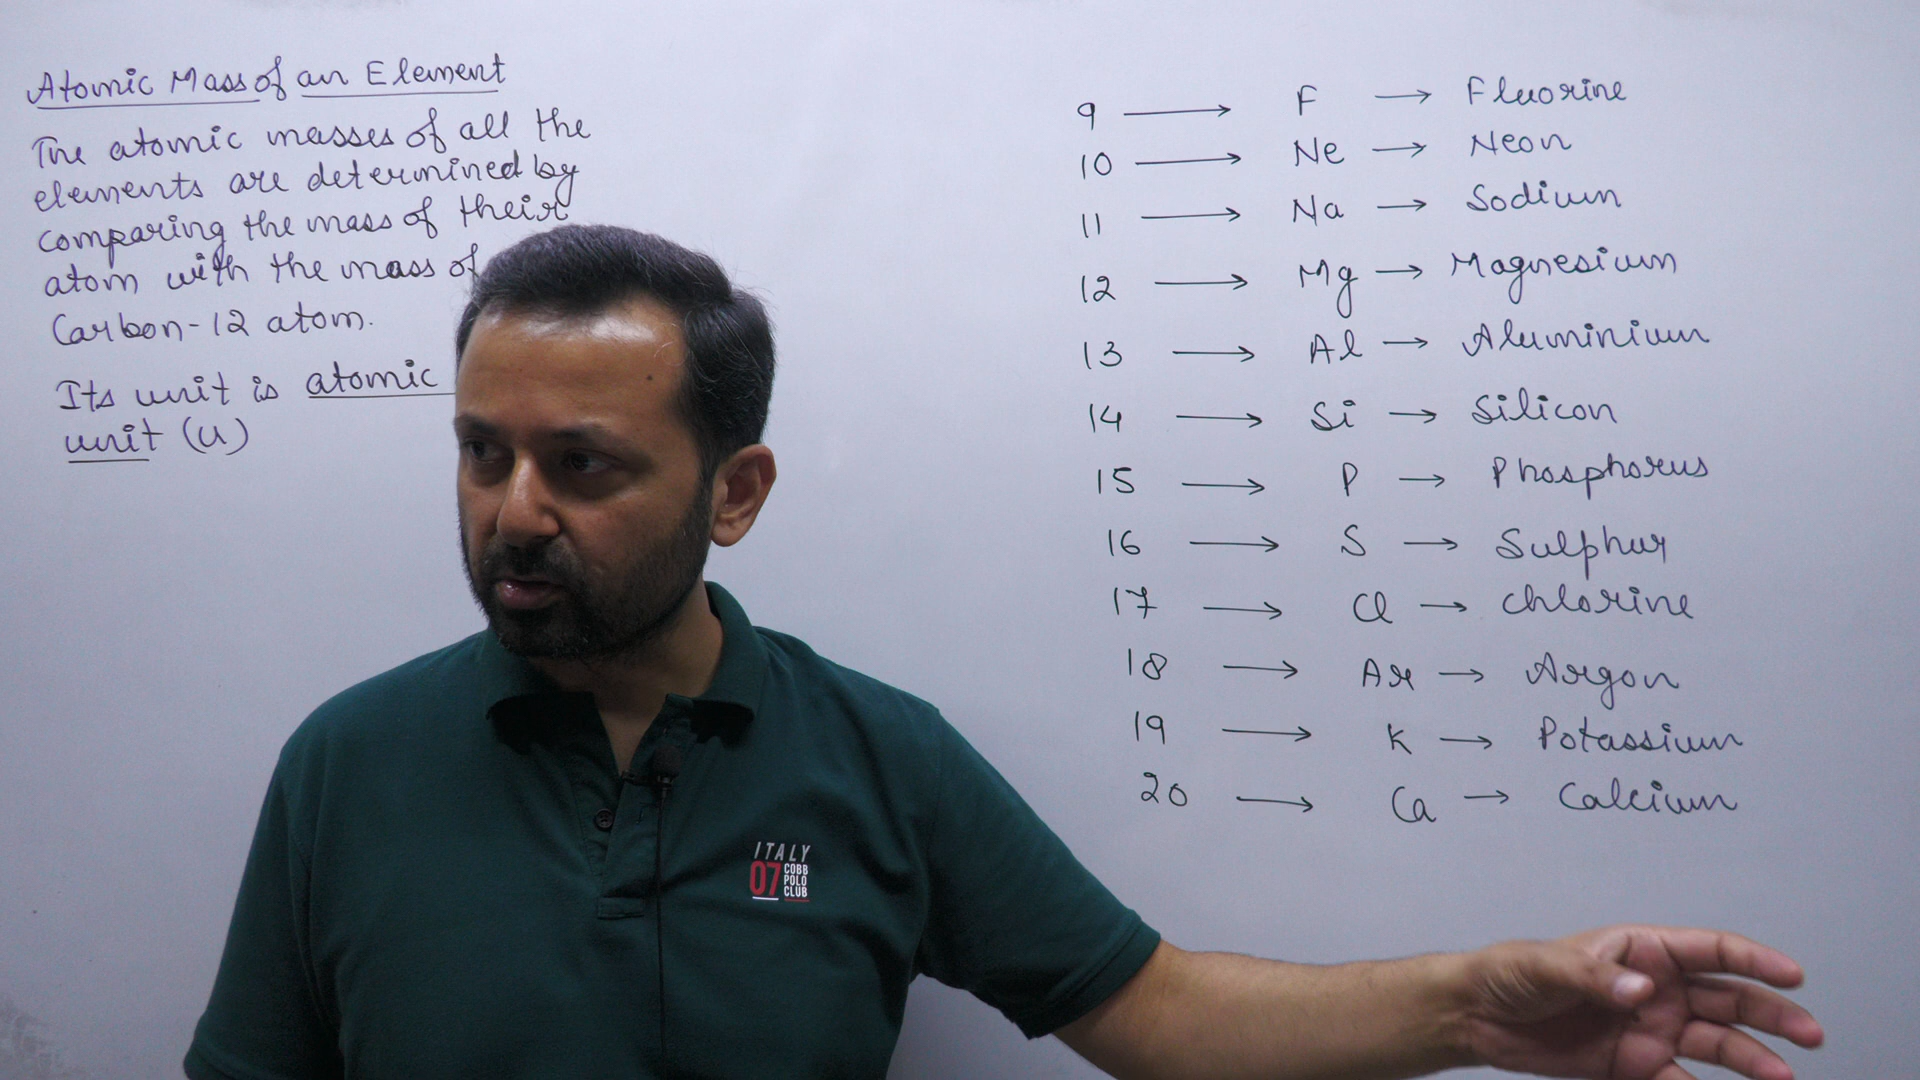 Atomic Mass of an Element
The atomic masses of all the
elements are determined by
comparing the mass of their
atom with the mass of
Carbon-12 atom.
Its unit is atomic
unit (u)
9 → F → Fluorine
10 → Ne → Neon
11 → Na → Sodium
12 → Mg → Magnesium
13 → Al → Aluminium
14 → Si → Silicon
15 → P → Phosphorus
16 → S → Sulphur
17 → Cl → Chlorine
18 → Ar → Argon
19 → K → Potassium
20 → Ca → Calcium
ITALY
07 COBB
POLO
CLUB